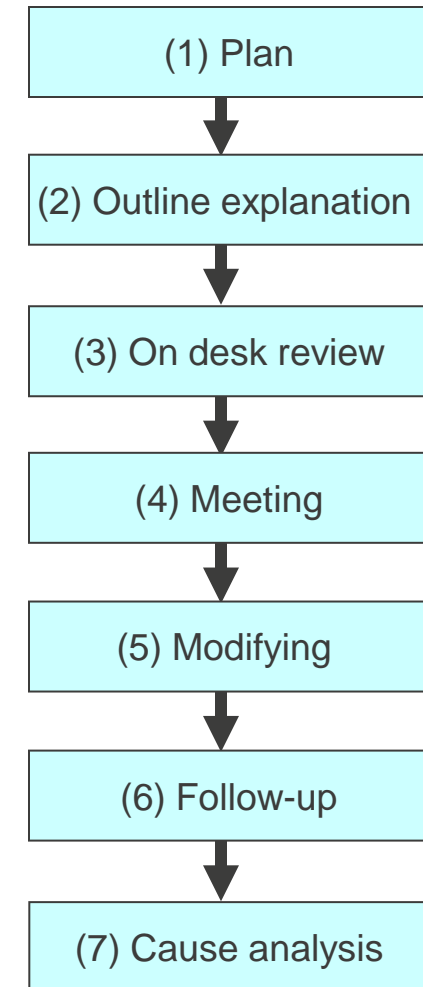 (1) Plan
(2) Outline explanation
(3) On desk review
(4) Meeting
(5) Modifying
(6) Follow-up
(7) Cause analysis